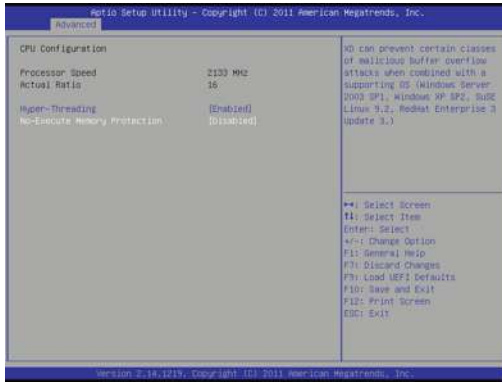 Aptio Setup Utility - Copyright (C) 2011 American Megatrends, Inc.
Advanced
CPU Configuration
Processor Speed 2133 MHz
Actual Ratio 16
Hyper-Threading [Enabled]
No-Execute Memory Protection [Disabled]
XD can prevent certain classes
of malicious buffer overflow
attacks when combined with a
supporting OS (Windows Server
2003 SP1, Windows XP SP2, SuSE
Linux 9.2, RedHat Enterprise 3
Update 3.)
→←: Select Screen
↑↓: Select Item
Enter: Select
+/-: Change Option
F1: General Help
F7: Discard Changes
F9: Load UEFI Defaults
F10: Save and Exit
F12: Print Screen
ESC: Exit
Version 2.14.1219. Copyright (C) 2011 American Megatrends, Inc.